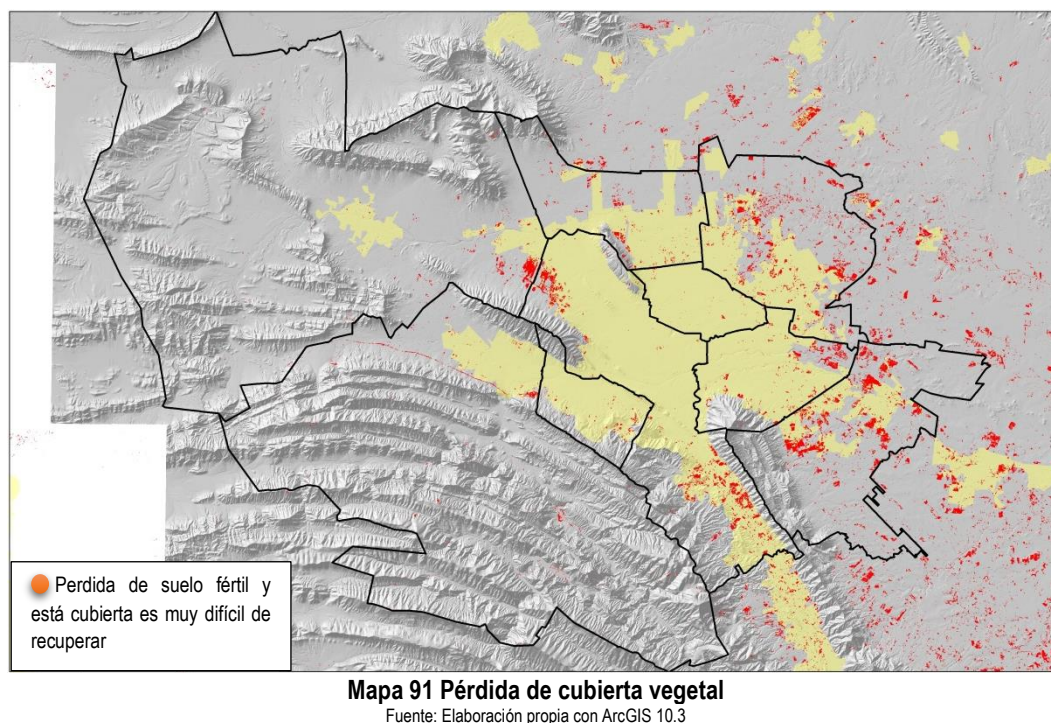 Perdida de suelo fértil y
está cubierta es muy difícil de
recuperar
Mapa 91 Pérdida de cubierta vegetal
Fuente: Elaboración propia con ArcGIS 10.3